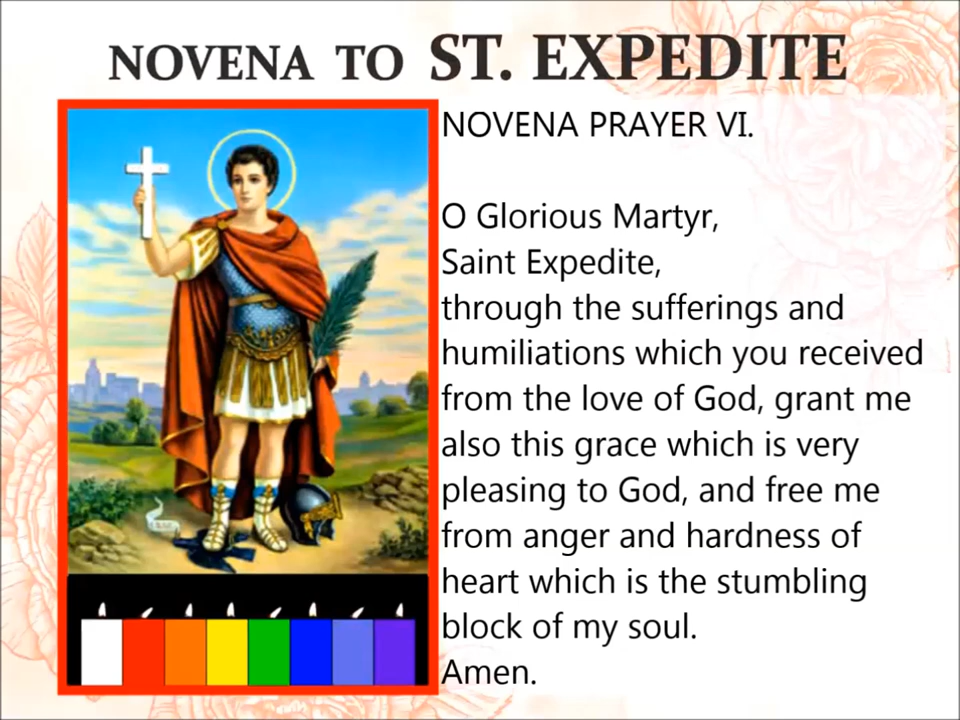 NOVENA TO ST. EXPEDITE
NOVENA PRAYER VI.
O Glorious Martyr,
Saint Expedite,
through the sufferings and
humiliations which you received
from the love of God, grant me
also this grace which is very
pleasing to God, and free me
from anger and hardness of
heart which is the stumbling
block of my soul.
Amen.